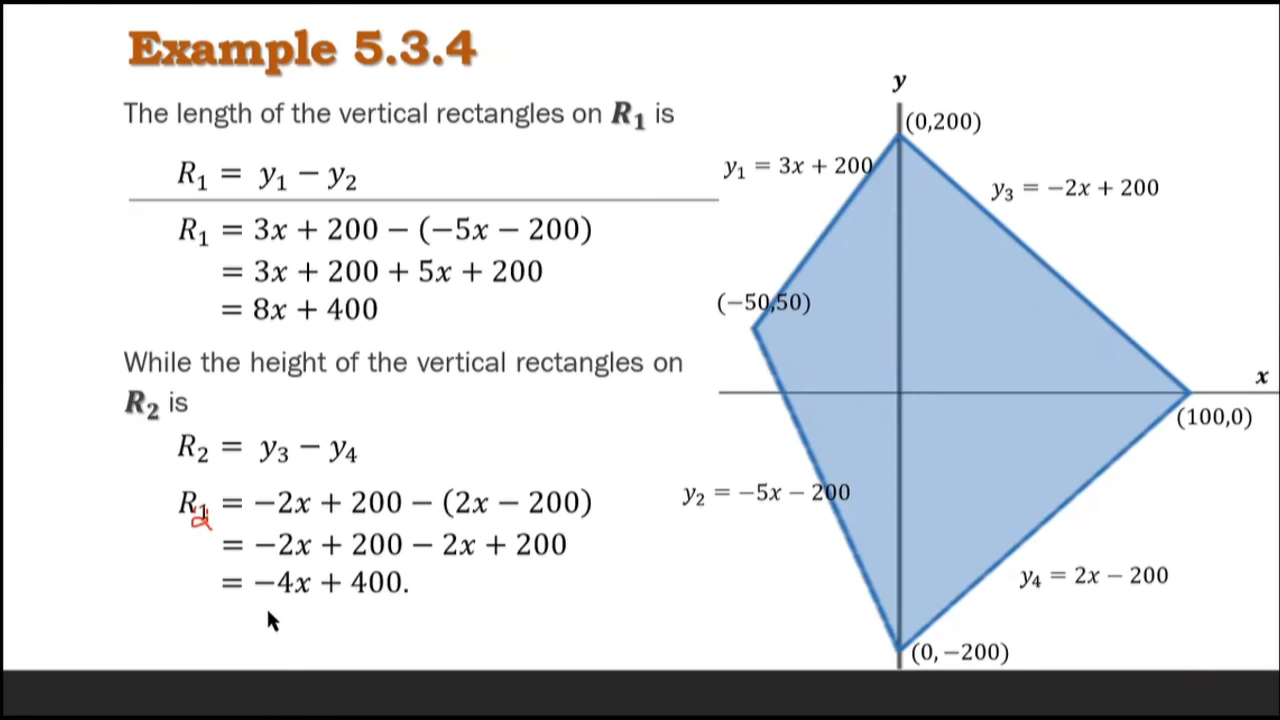 Example 5.3.4
The length of the vertical rectangles on R₁ is
R₁ = y₁ − y₂
R₁ = 3x + 200 − (−5x − 200)
= 3x + 200 + 5x + 200
= 8x + 400
While the height of the vertical rectangles on
R₂ is
R₂ = y₃ − y₄
R₁ = −2x + 200 − (2x − 200)
2
= −2x + 200 − 2x + 200
= −4x + 400.
y
(0,200)
y₁ = 3x + 200
y₃ = −2x + 200
(−50,50)
x
(100,0)
y₂ = −5x − 200
y₄ = 2x − 200
(0, −200)